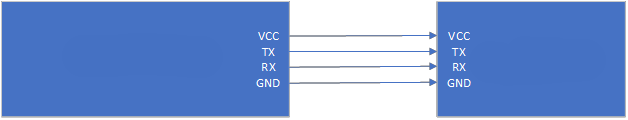 VCC VCC
TX TX
RX RX
GND GND